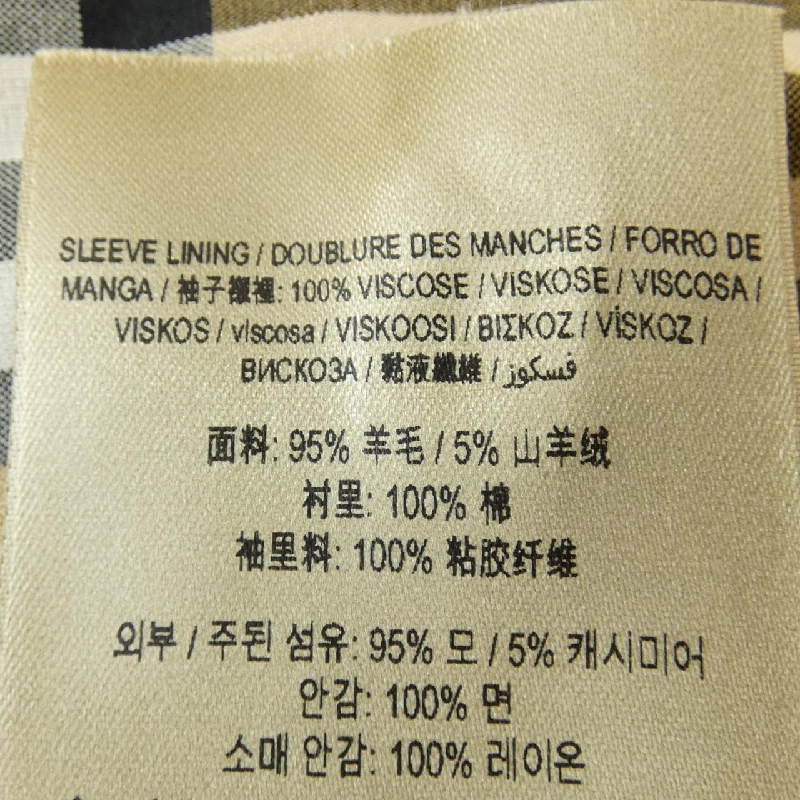 SLEEVE LINING / DOUBLURE DES MANCHES / FORRO DE
MANGA / 袖子襯裡: 100% VISCOSE / VISKOSE / VISCOSA /
VISKOS / viscosa / VISKOOSI / ΒΙΣΚΟΖ / VİSKOZ /
ВИСКОЗА / 黏液纖維 / فسكوز
面料: 95% 羊毛 / 5% 山羊绒
衬里: 100% 棉
袖里料: 100% 粘胶纤维
외부 / 주된 섬유: 95% 모 / 5% 캐시미어
안감: 100% 면
소매 안감: 100% 레이온